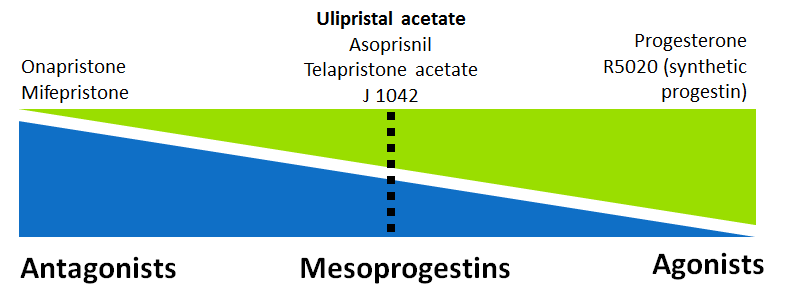 Onapristone
Mifepristone
Ulipristal acetate
Asoprisnil
Telapristone acetate
J 1042
Progesterone
R5020 (synthetic
progestin)
Antagonists
Mesoprogestins
Agonists